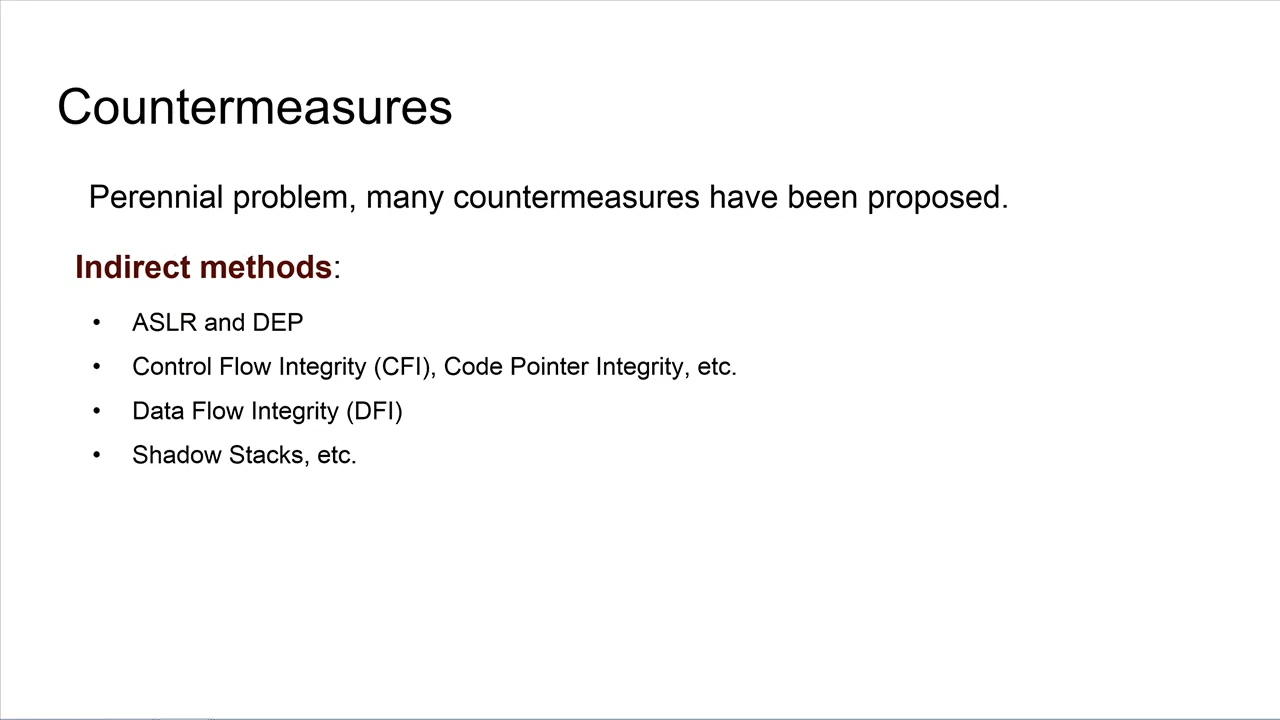 Countermeasures
Perennial problem, many countermeasures have been proposed.
Indirect methods:
• ASLR and DEP
• Control Flow Integrity (CFI), Code Pointer Integrity, etc.
• Data Flow Integrity (DFI)
• Shadow Stacks, etc.